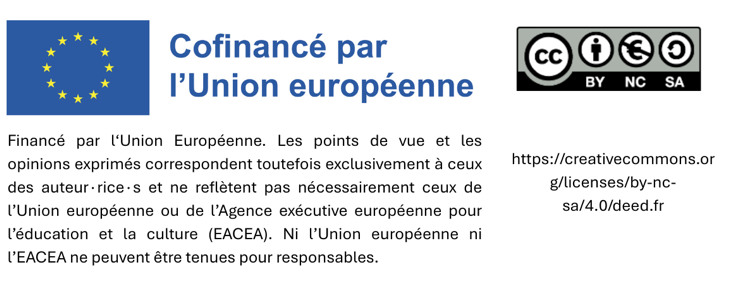 Cofinancé par
l’Union européenne
Financé par l‘Union Européenne. Les points de vue et les
opinions exprimés correspondent toutefois exclusivement à ceux
des auteur·rice·s et ne reflètent pas nécessairement ceux de
l’Union européenne ou de l’Agence exécutive européenne pour
l’éducation et la culture (EACEA). Ni l’Union européenne ni
l’EACEA ne peuvent être tenues pour responsables.
cc
BY NC SA
https://creativecommons.or
g/licenses/by-nc-
sa/4.0/deed.fr